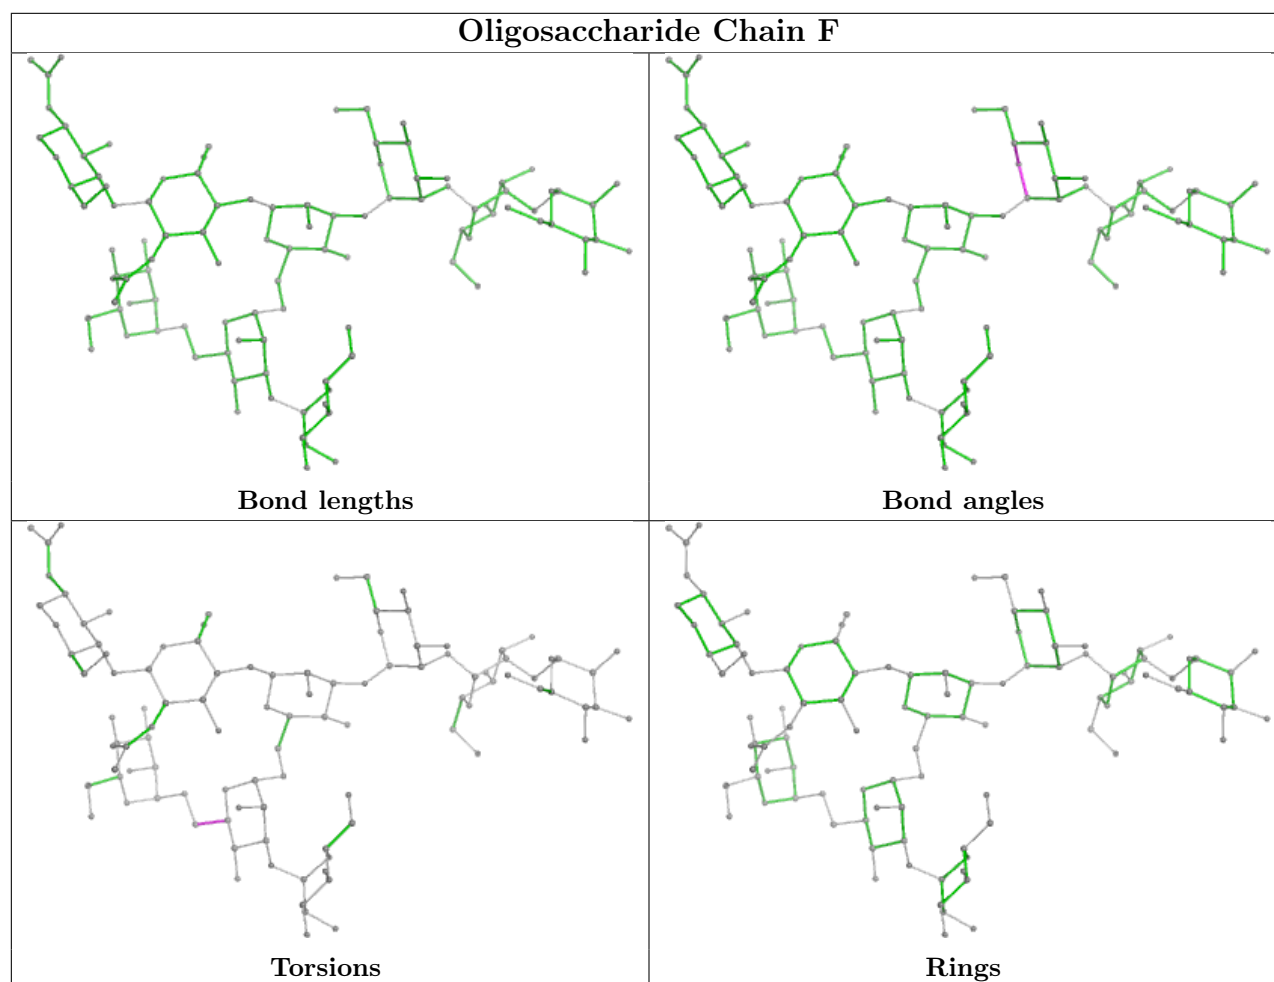 Oligosaccharide Chain F
Bond lengths
Bond angles
Torsions
Rings